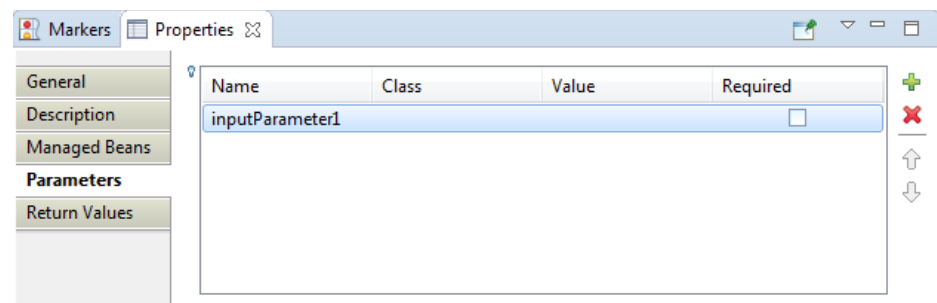 Markers Properties
General
Name Class Value Required
Description
inputParameter1
Managed Beans
Parameters
Return Values